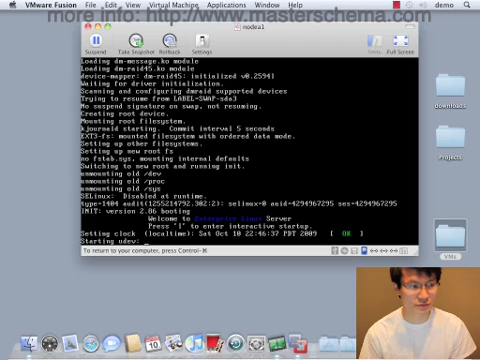 VMware Fusion File Edit View Virtual Machine Applications Window Help demo
more info: http://www.masterschema.com
nodea1
Suspend Take Snapshot Rollback Settings Full Screen
Loading dm-message.ko module
Loading dm-raid45.ko module
device-mapper: dm-raid45: initialized v0.2594l
Waiting for driver initialization.
Scanning and configuring dmraid supported devices
Trying to resume from LABEL=SWAP-sda3
No suspend signature on swap, not resuming.
Creating root device.
Mounting root filesystem.
kjournald starting. Commit interval 5 seconds
EXT3-fs: mounted filesystem with ordered data mode.
Setting up other filesystems.
Setting up new root fs
no fstab.sys, mounting internal defaults
Switching to new root and running init.
unmounting old /dev
unmounting old /proc
unmounting old /sys
SELinux: Disabled at runtime.
type=1404 audit(1255214792.302:2): selinux=0 auid=4294967295 ses=4294967295
INIT: version 2.86 booting
Welcome to Enterprise Linux Server
Press 'I' to enter interactive startup.
Setting clock (localtime): Sat Oct 10 22:46:37 PDT 2009 [ OK ]
Starting udev: _
To return to your computer, press Control-⌘
downloads
Projects
VMs